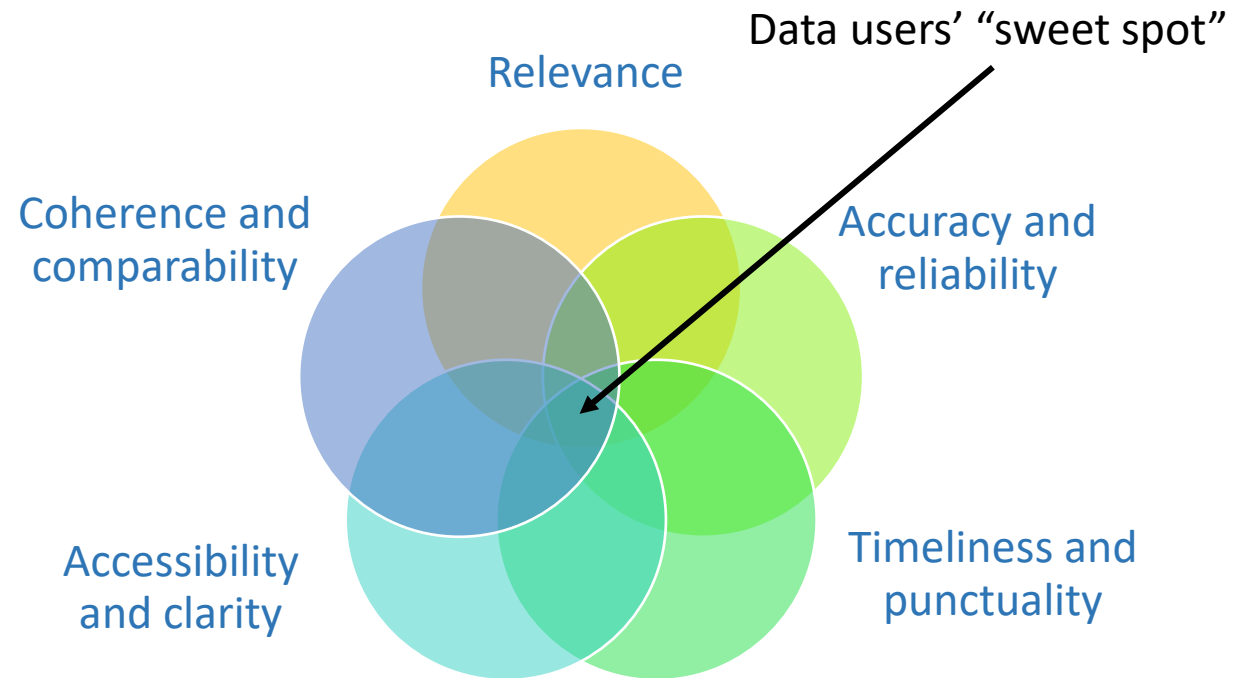 Data users’ “sweet spot”
Relevance
Coherence and
comparability
Accuracy and
reliability
Accessibility
and clarity
Timeliness and
punctuality